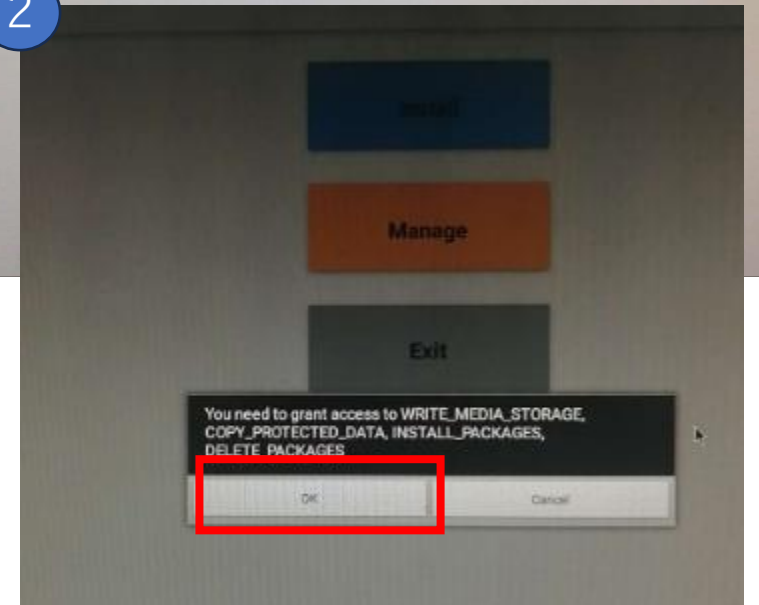 2
Install
Manage
Exit
You need to grant access to WRITE_MEDIA_STORAGE,
COPY_PROTECTED_DATA, INSTALL_PACKAGES,
DELETE_PACKAGES
OK
Cancel